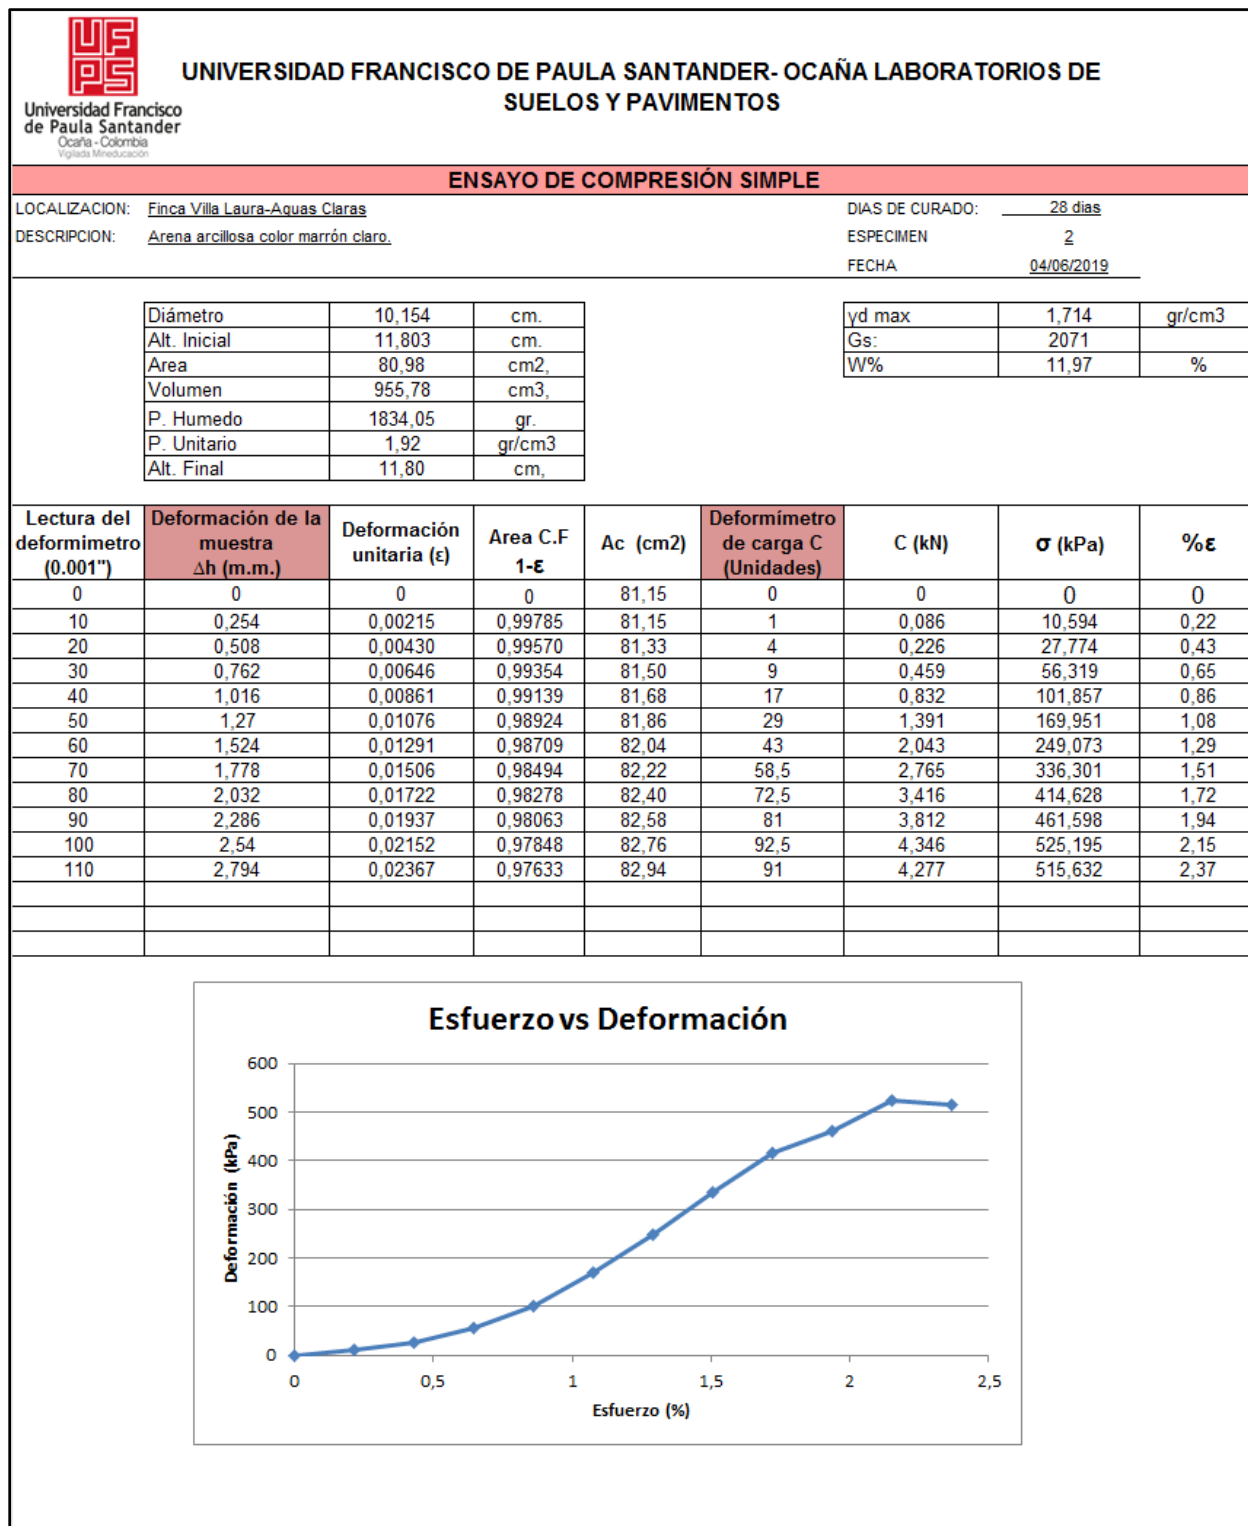 UFPS
Universidad Francisco
de Paula Santander
Ocaña - Colombia
Vigilada Mineducación
UNIVERSIDAD FRANCISCO DE PAULA SANTANDER- OCAÑA LABORATORIOS DE
SUELOS Y PAVIMENTOS
ENSAYO DE COMPRESIÓN SIMPLE
LOCALIZACION: Finca Villa Laura-Aguas Claras DIAS DE CURADO: 28 dias
DESCRIPCION: Arena arcillosa color marrón claro. ESPECIMEN 2
FECHA 04/06/2019
Diámetro 10,154 cm. γd max 1,714 gr/cm3
Alt. Inicial 11,803 cm. Gs: 2071
Area 80,98 cm2, W% 11,97 %
Volumen 955,78 cm3,
P. Humedo 1834,05 gr.
P. Unitario 1,92 gr/cm3
Alt. Final 11,80 cm,
Lectura del deformimetro (0.001") Deformación de la muestra Δh (m.m.) Deformación unitaria (ε) Area C.F 1-ε Ac (cm2) Deformímetro de carga C (Unidades) C (kN) σ (kPa) %ε
0 0 0 0 81,15 0 0 0 0
10 0,254 0,00215 0,99785 81,15 1 0,086 10,594 0,22
20 0,508 0,00430 0,99570 81,33 4 0,226 27,774 0,43
30 0,762 0,00646 0,99354 81,50 9 0,459 56,319 0,65
40 1,016 0,00861 0,99139 81,68 17 0,832 101,857 0,86
50 1,27 0,01076 0,98924 81,86 29 1,391 169,951 1,08
60 1,524 0,01291 0,98709 82,04 43 2,043 249,073 1,29
70 1,778 0,01506 0,98494 82,22 58,5 2,765 336,301 1,51
80 2,032 0,01722 0,98278 82,40 72,5 3,416 414,628 1,72
90 2,286 0,01937 0,98063 82,58 81 3,812 461,598 1,94
100 2,54 0,02152 0,97848 82,76 92,5 4,346 525,195 2,15
110 2,794 0,02367 0,97633 82,94 91 4,277 515,632 2,37
Esfuerzo vs Deformación
Deformación (kPa)
600
500
400
300
200
100
0
0 0,5 1 1,5 2 2,5
Esfuerzo (%)